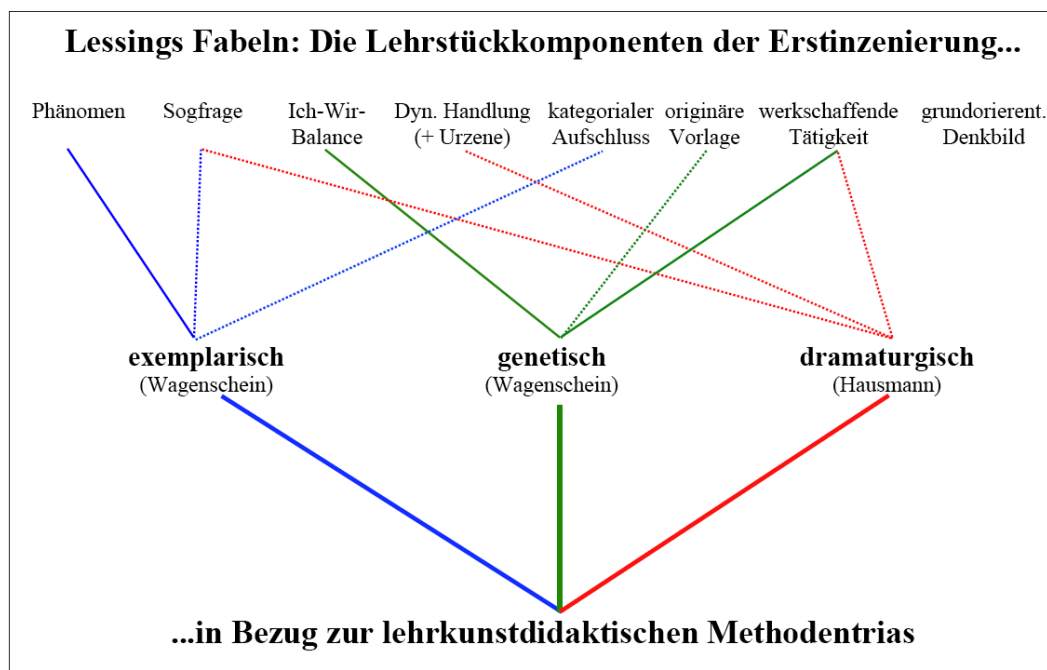 Lessings Fabeln: Die Lehrstückkomponenten der Erstinzenierung...
Phänomen Sogfrage Ich-Wir- Dyn. Handlung kategorialer originäre werkschaffende grundorierent.
Balance (+ Urzene) Aufschluss Vorlage Tätigkeit Denkbild
exemplarisch genetisch dramaturgisch
(Wagenschein) (Wagenschein) (Hausmann)
...in Bezug zur lehrkunstdidaktischen Methodentrias